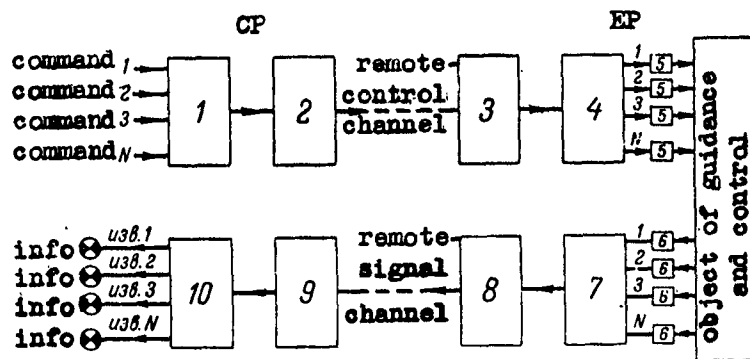 CP EP
command 1
command 2
command 3
command N
1
2
remote
control
channel
3
4
1 5
2 5
3 5
N 5
object of guidance
and control
info изв.1
info изв.2
info изв.3
info изв.N
10
9
remote
signal
channel
8
7
1 6
2 6
3 6
N 6